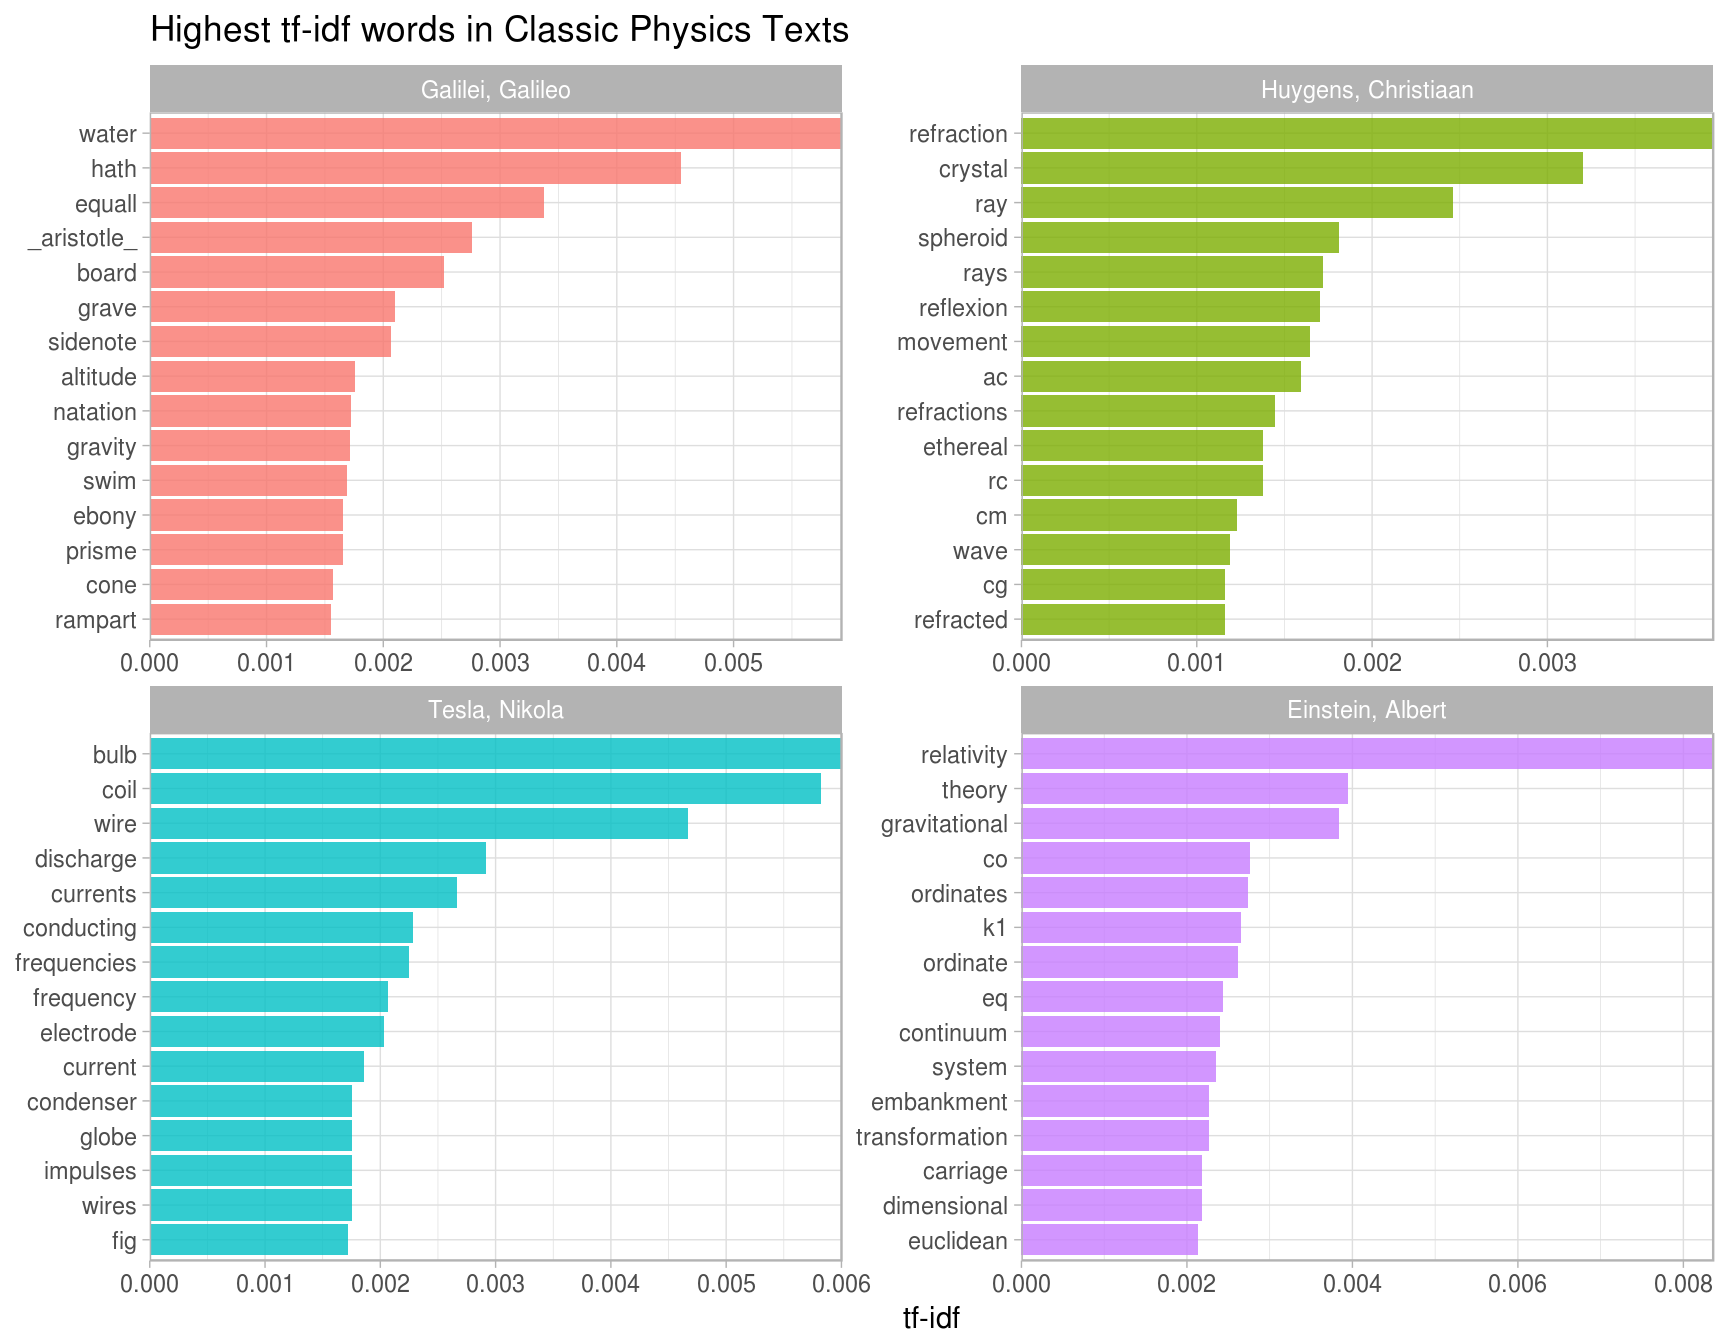 Highest tf-idf words in Classic Physics Texts
Galilei, Galileo
water
hath
equall
_aristotle_
board
grave
sidenote
altitude
natation
gravity
swim
ebony
prisme
cone
rampart
0.000 0.001 0.002 0.003 0.004 0.005
Huygens, Christiaan
refraction
crystal
ray
spheroid
rays
reflexion
movement
ac
refractions
ethereal
rc
cm
wave
cg
refracted
0.000 0.001 0.002 0.003
Tesla, Nikola
bulb
coil
wire
discharge
currents
conducting
frequencies
frequency
electrode
current
condenser
globe
impulses
wires
fig
0.000 0.001 0.002 0.003 0.004 0.005 0.006
Einstein, Albert
relativity
theory
gravitational
co
ordinates
k1
ordinate
eq
continuum
system
embankment
transformation
carriage
dimensional
euclidean
0.000 0.002 0.004 0.006 0.008
tf-idf